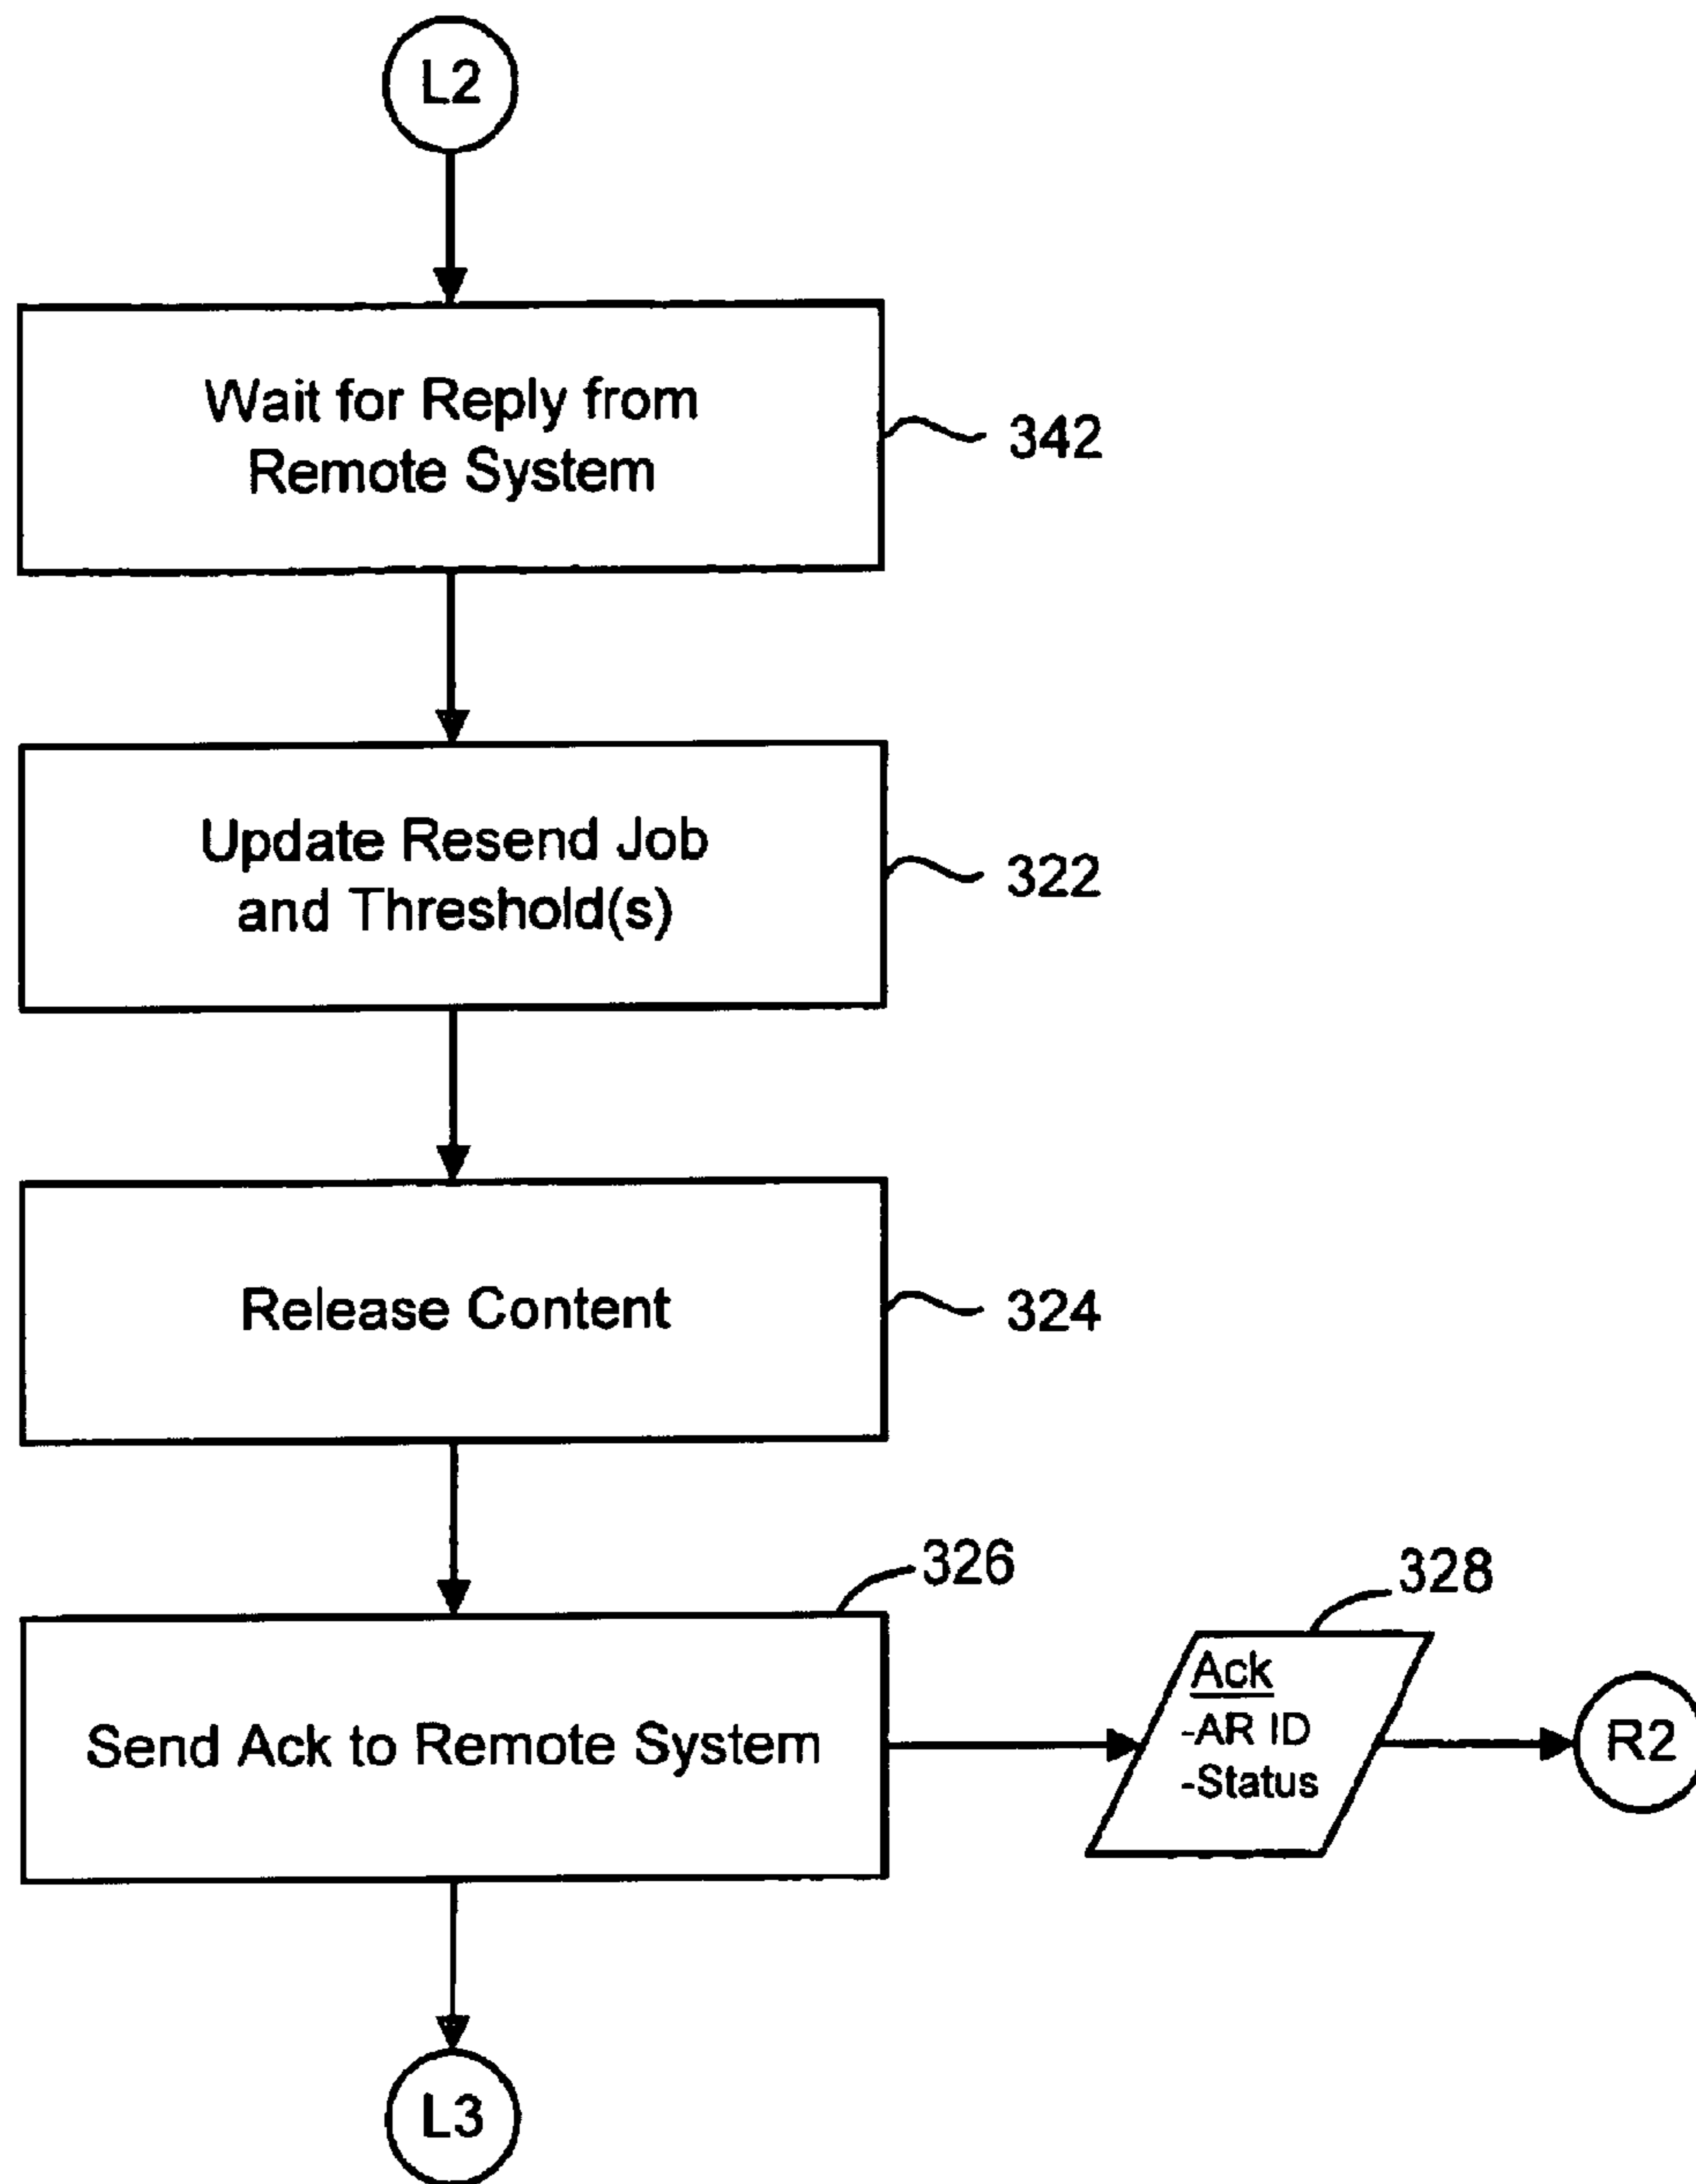 L2
Wait for Reply from
Remote System
342
Update Resend Job
and Threshold(s)
322
Release Content
324
326
328
Send Ack to Remote System
Ack
-AR ID
-Status
R2
L3